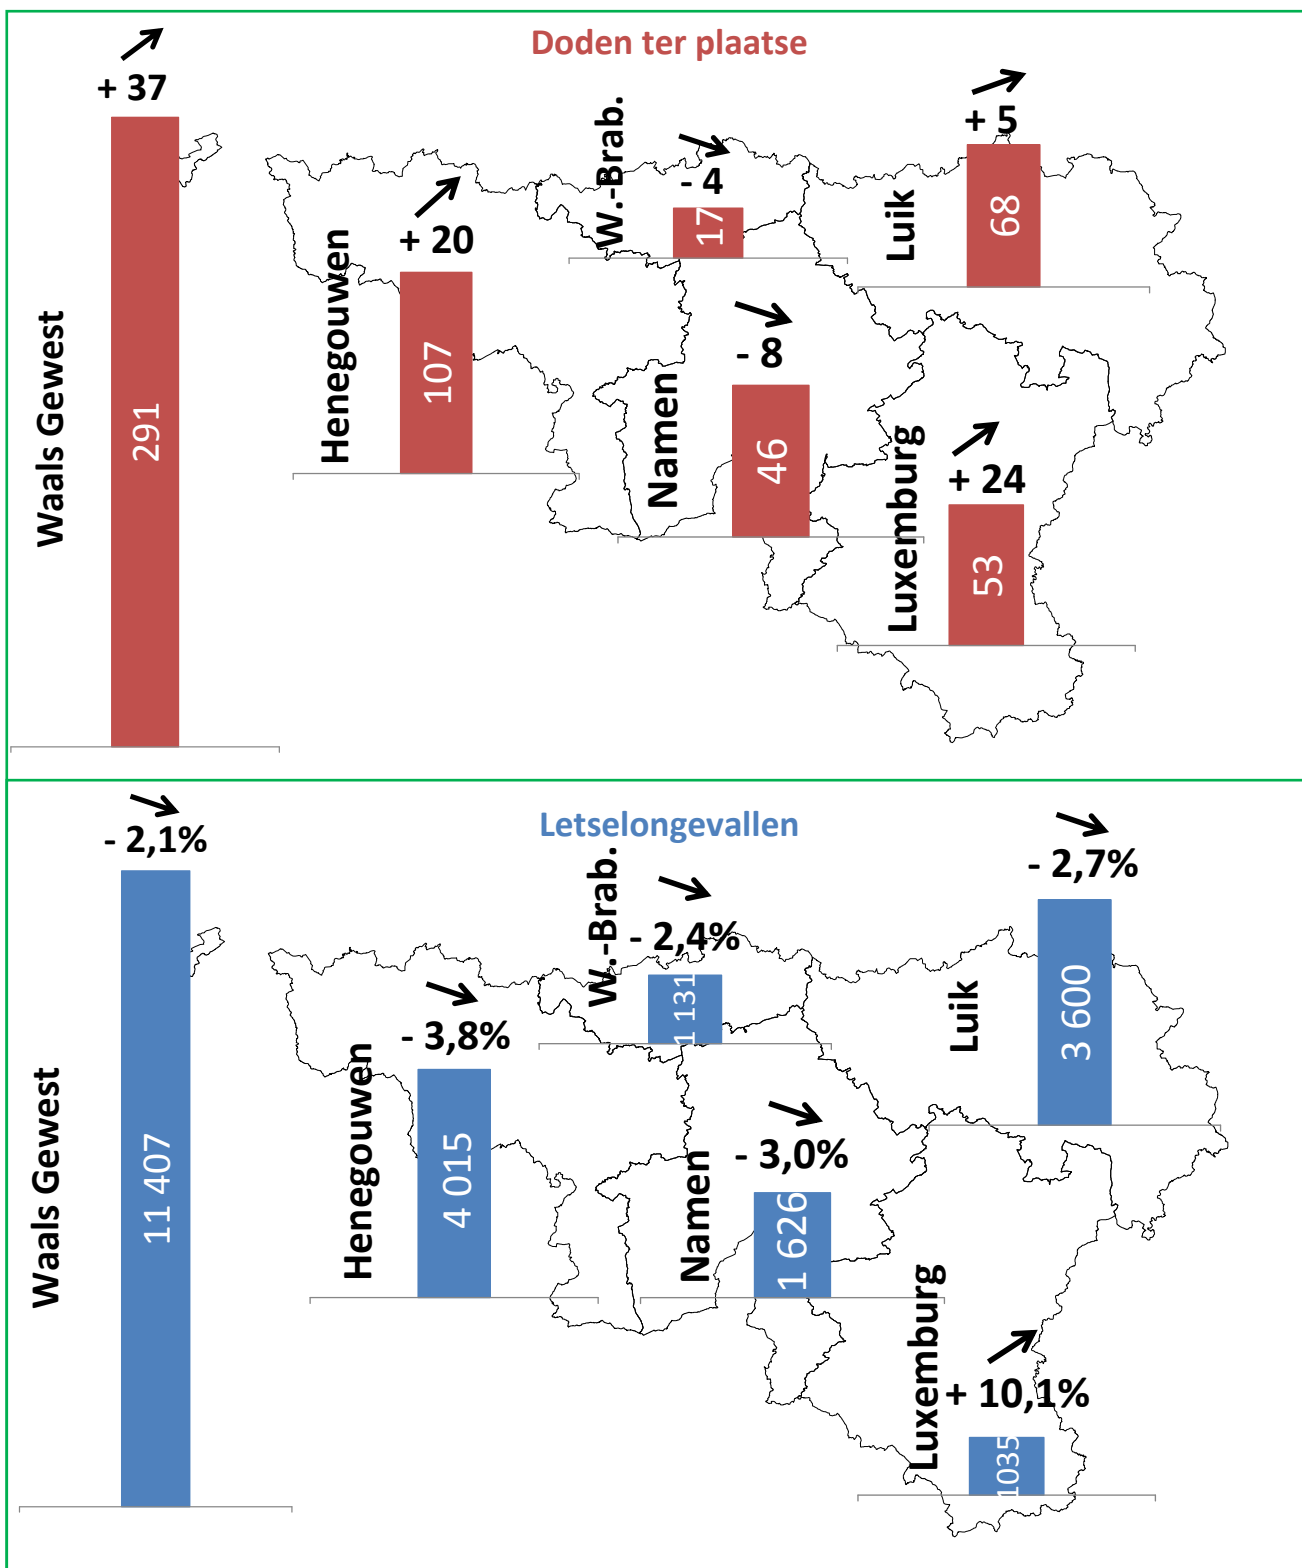 Doden ter plaatse
+ 37
Waals Gewest
291
+ 20
Henegouwen
107
W.-Brab.
- 4
17
+ 5
Luik
68
- 8
Namen
46
+ 24
Luxemburg
53
Letselongevallen
- 2,1%
Waals Gewest
11 407
- 3,8%
Henegouwen
4 015
W.-Brab.
- 2,4%
1 131
- 2,7%
Luik
3 600
- 3,0%
Namen
1 626
Luxemburg
+ 10,1%
1035